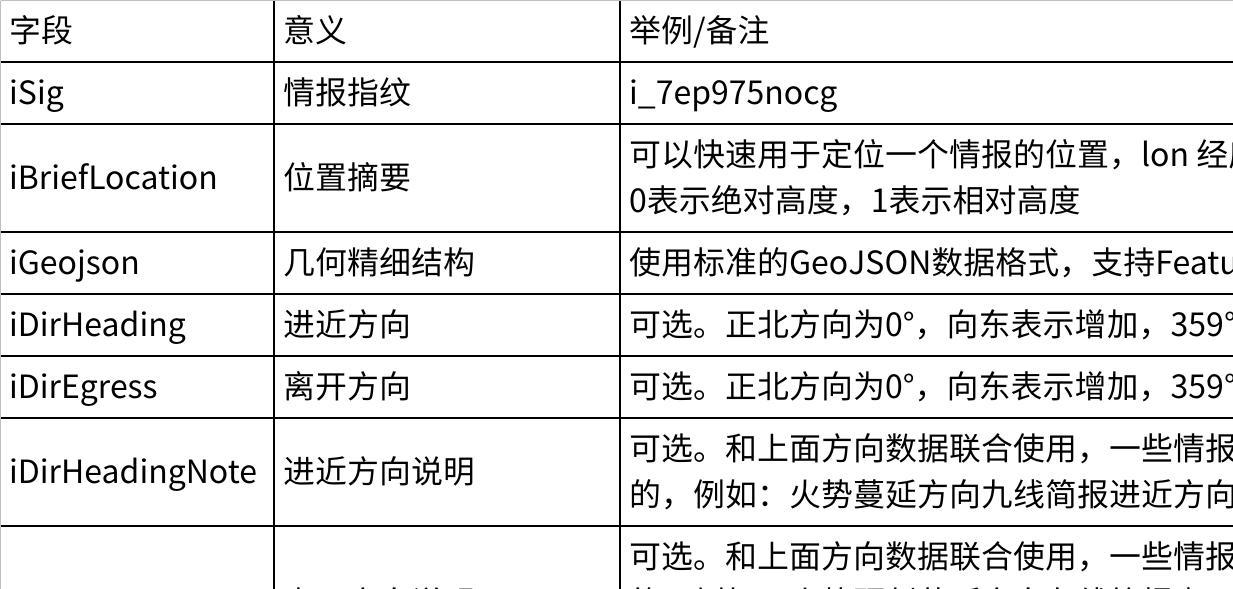 字段 意义 举例/备注
iSig 情报指纹 i_7ep975nocg
iBriefLocation 位置摘要 可以快速用于定位一个情报的位置，lon 经
0表示绝对高度，1表示相对高度
iGeojson 几何精细结构 使用标准的GeoJSON数据格式，支持Featu
iDirHeading 进近方向 可选。正北方向为0°，向东表示增加，359°
iDirEgress 离开方向 可选。正北方向为0°，向东表示增加，359°
iDirHeadingNote 进近方向说明 可选。和上面方向数据联合使用，一些情报
的，例如：火势蔓延方向九线简报进近方向
可选。和上面方向数据联合使用，一些情报